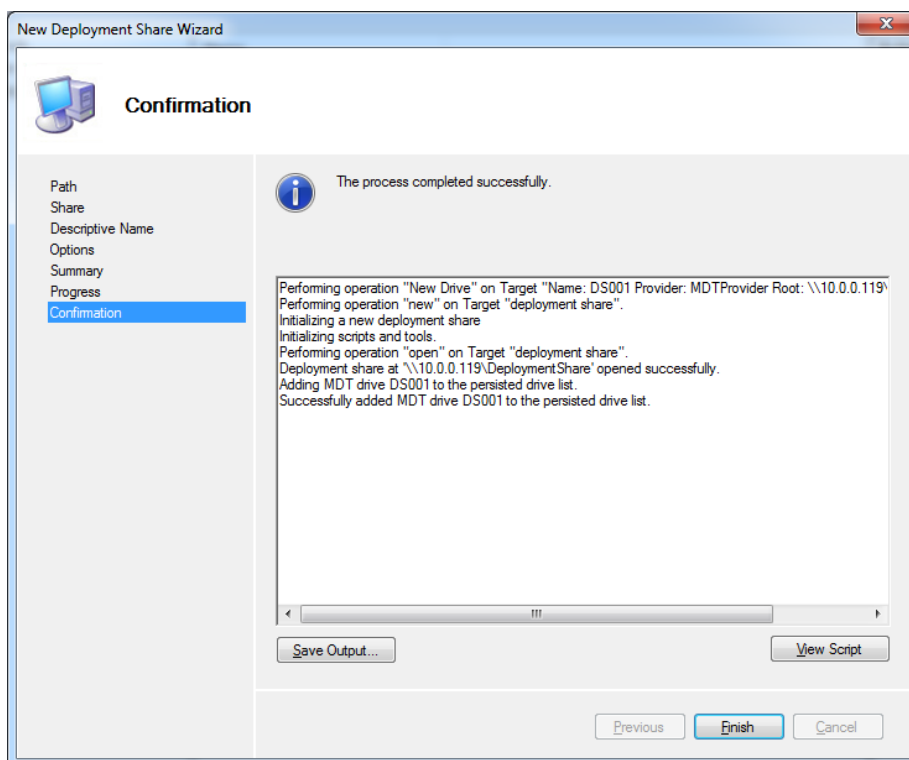 New Deployment Share Wizard
Confirmation
Path
Share
Descriptive Name
Options
Summary
Progress
Confirmation
The process completed successfully.
Performing operation "New Drive" on Target "Name: DS001 Provider: MDTProvider Root: \\10.0.0.119\
Performing operation "new" on Target "deployment share".
Initializing a new deployment share
Initializing scripts and tools.
Performing operation "open" on Target "deployment share".
Deployment share at '\\10.0.0.119\DeploymentShare' opened successfully.
Adding MDT drive DS001 to the persisted drive list.
Successfully added MDT drive DS001 to the persisted drive list.
Save Output...
View Script
Previous
Finish
Cancel